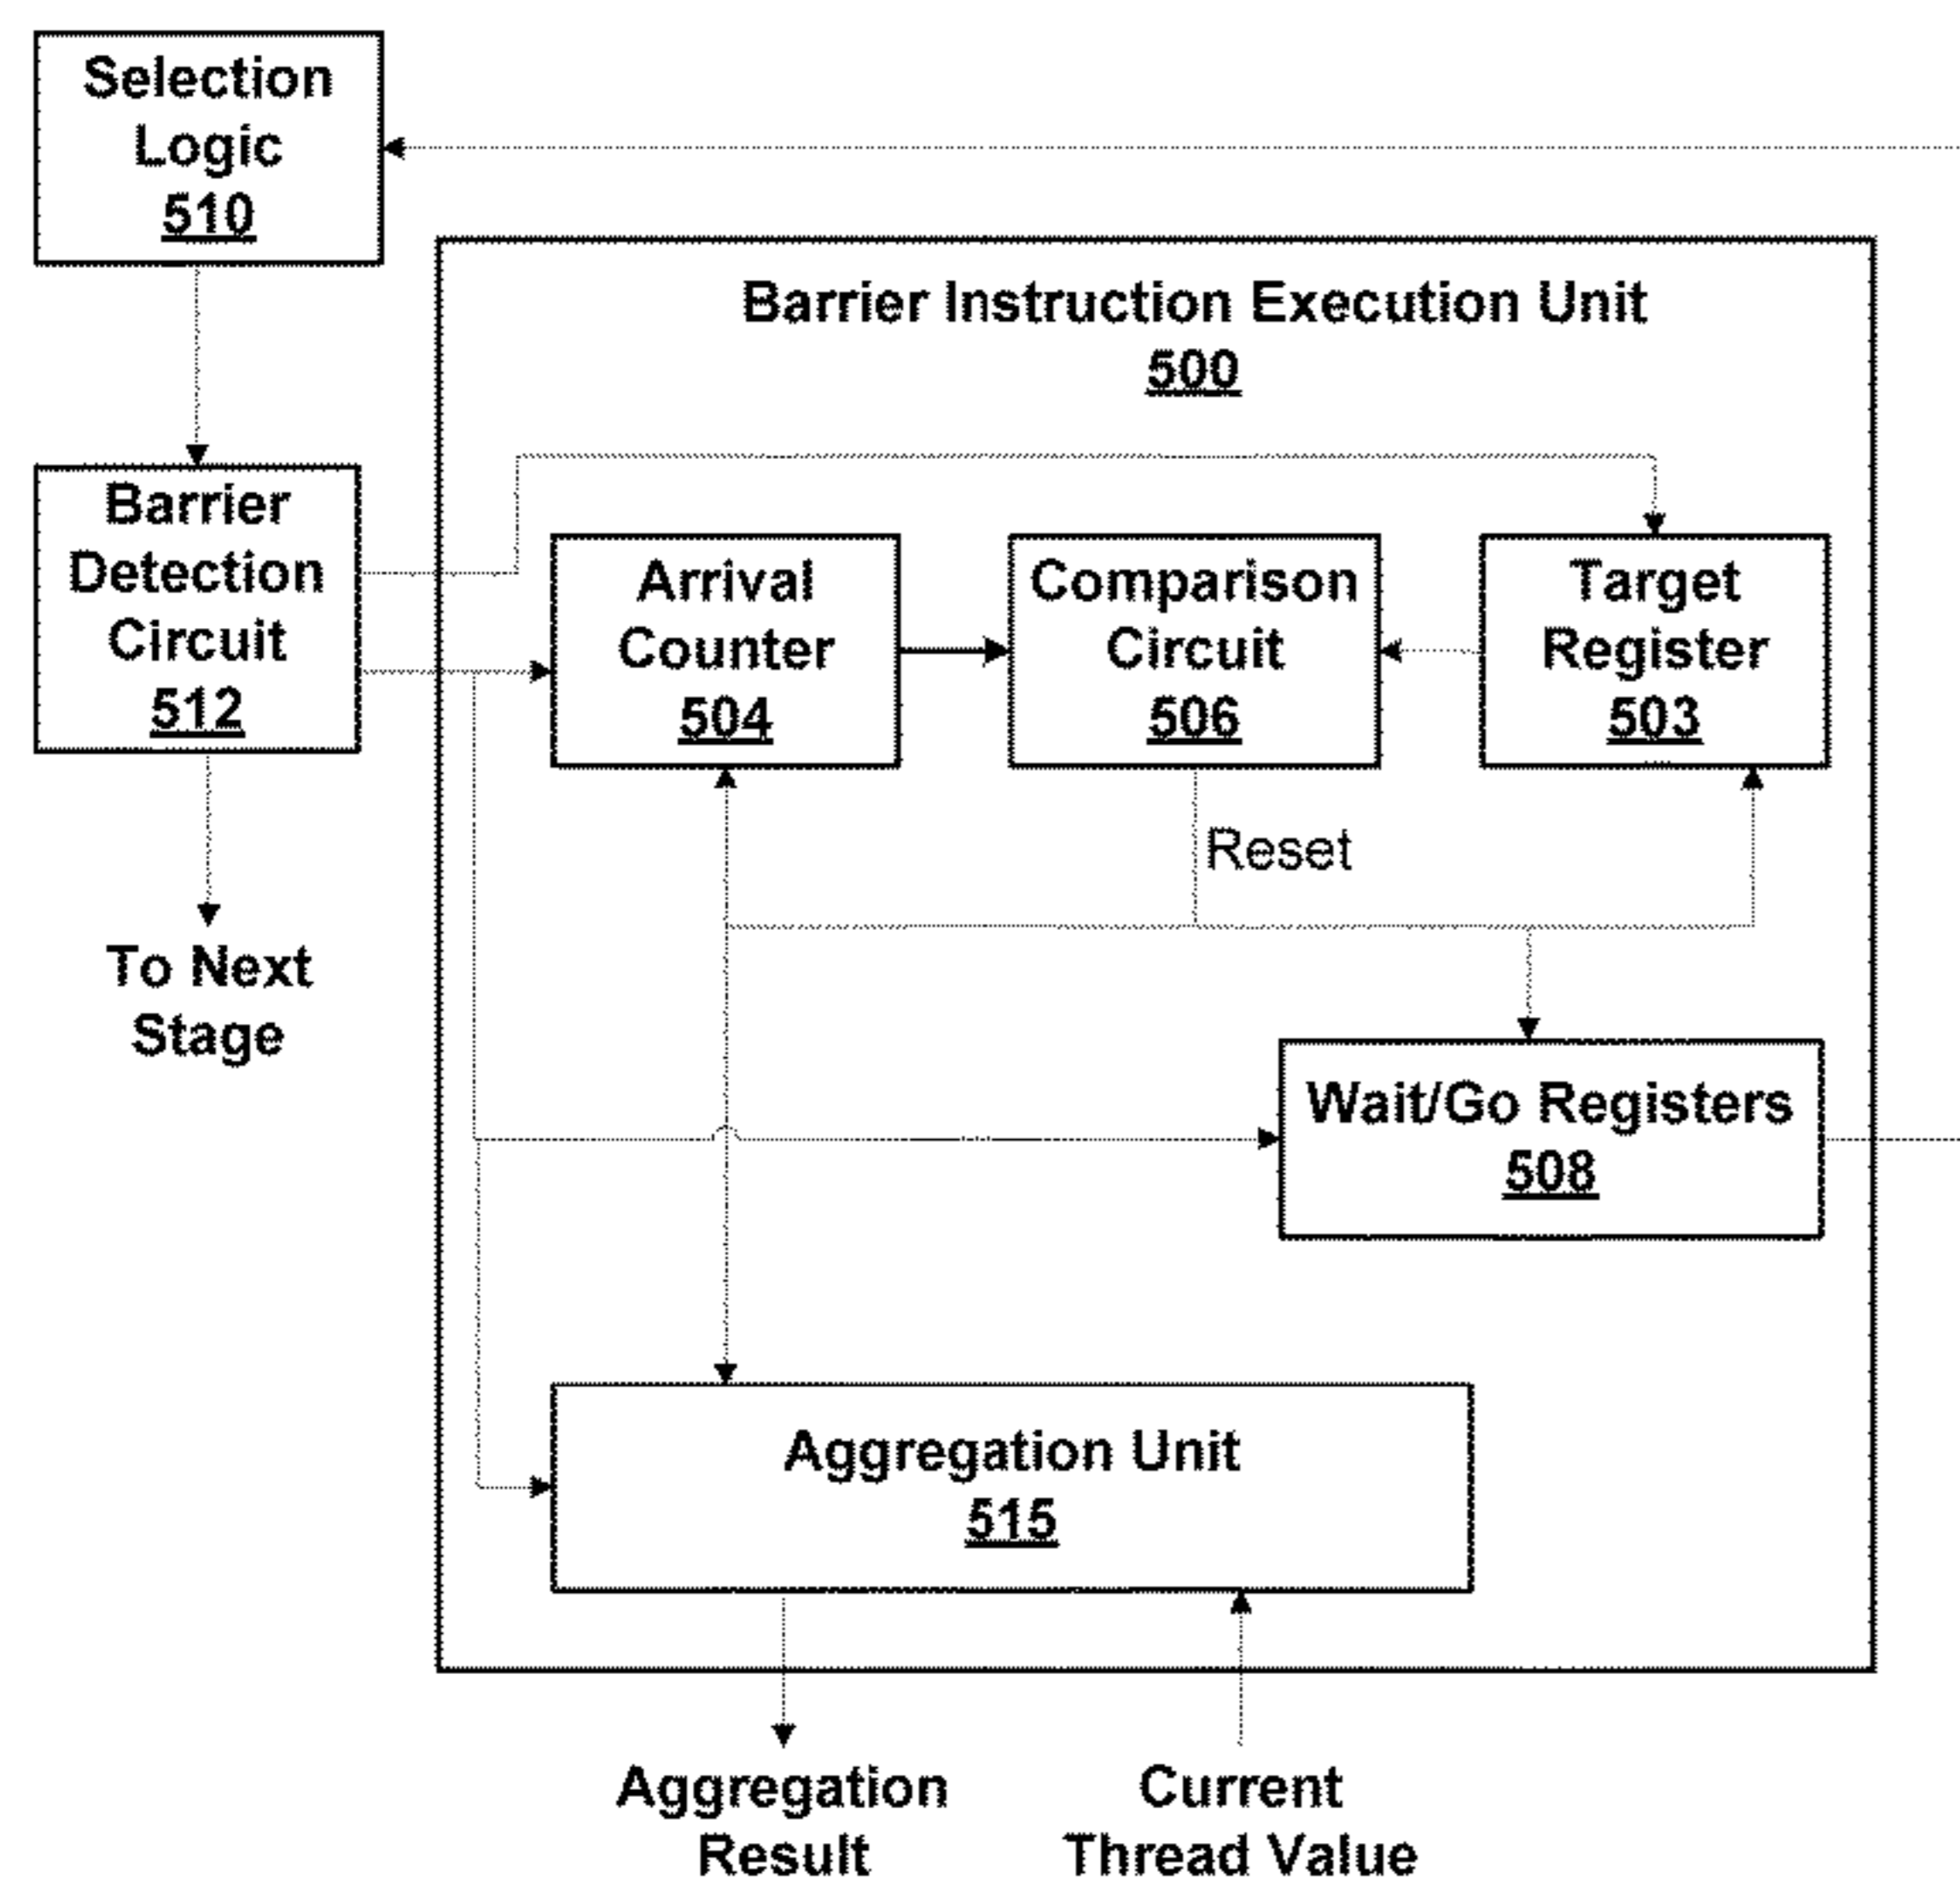 Selection
Logic
510
Barrier Instruction Execution Unit
500
Barrier
Detection
Circuit
512
Arrival
Counter
504
Comparison
Circuit
506
Target
Register
503
Reset
To Next
Stage
Wait/Go Registers
508
Aggregation Unit
515
Aggregation
Result
Current
Thread Value